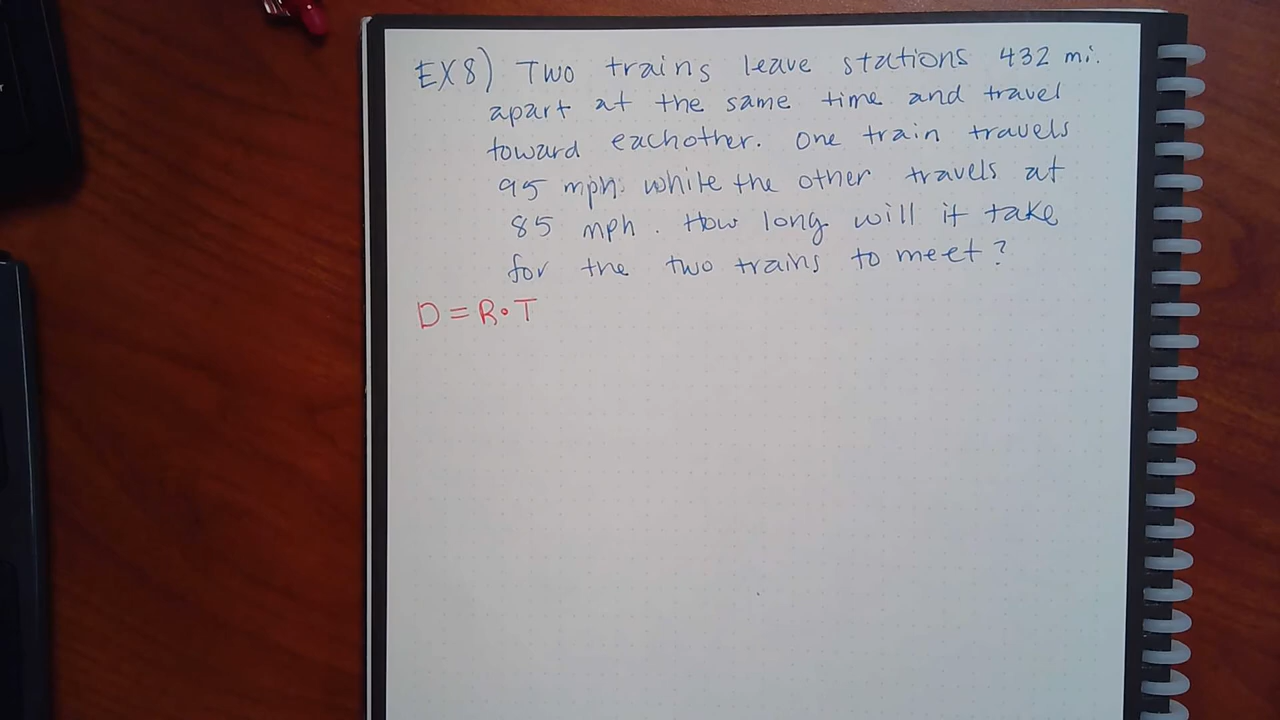 EX8) Two trains leave stations 432 mi.
apart at the same time and travel
toward eachother. One train travels
95 mph. while the other travels at
85 mph. How long will it take
for the two trains to meet?
D = R • T